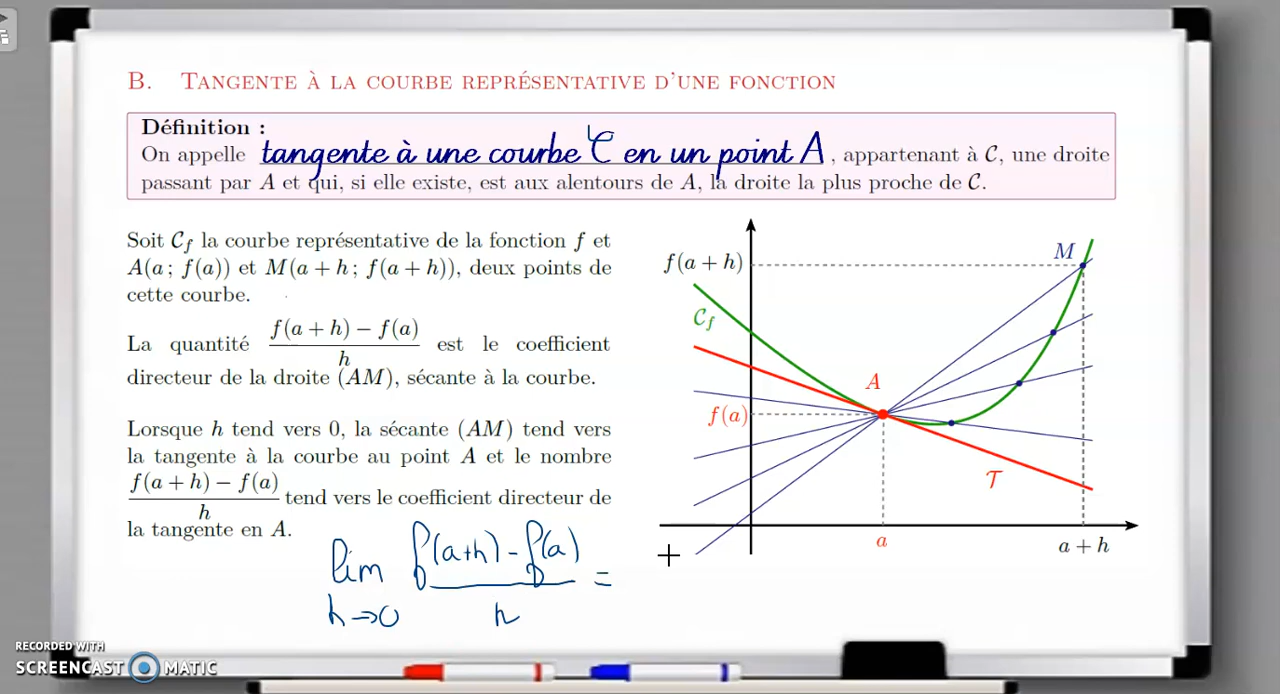 B. TANGENTE À LA COURBE REPRÉSENTATIVE D'UNE FONCTION
Définition :
On appelle tangente à une courbe C en un point A, appartenant à C, une droite
passant par A et qui, si elle existe, est aux alentours de A, la droite la plus proche de C.
Soit C_f la courbe représentative de la fonction f et
A(a ; f(a)) et M(a + h ; f(a + h)), deux points de
cette courbe.
La quantité (f(a + h) − f(a))/h est le coefficient
directeur de la droite (AM), sécante à la courbe.
Lorsque h tend vers 0, la sécante (AM) tend vers
la tangente à la courbe au point A et le nombre
(f(a + h) − f(a))/h tend vers le coefficient directeur de
la tangente en A.
lim h→0 (f(a+h) − f(a))/h =
f(a + h)
M
C_f
A
f(a)
T
a
a + h
RECORDED WITH
SCREENCAST MATIC